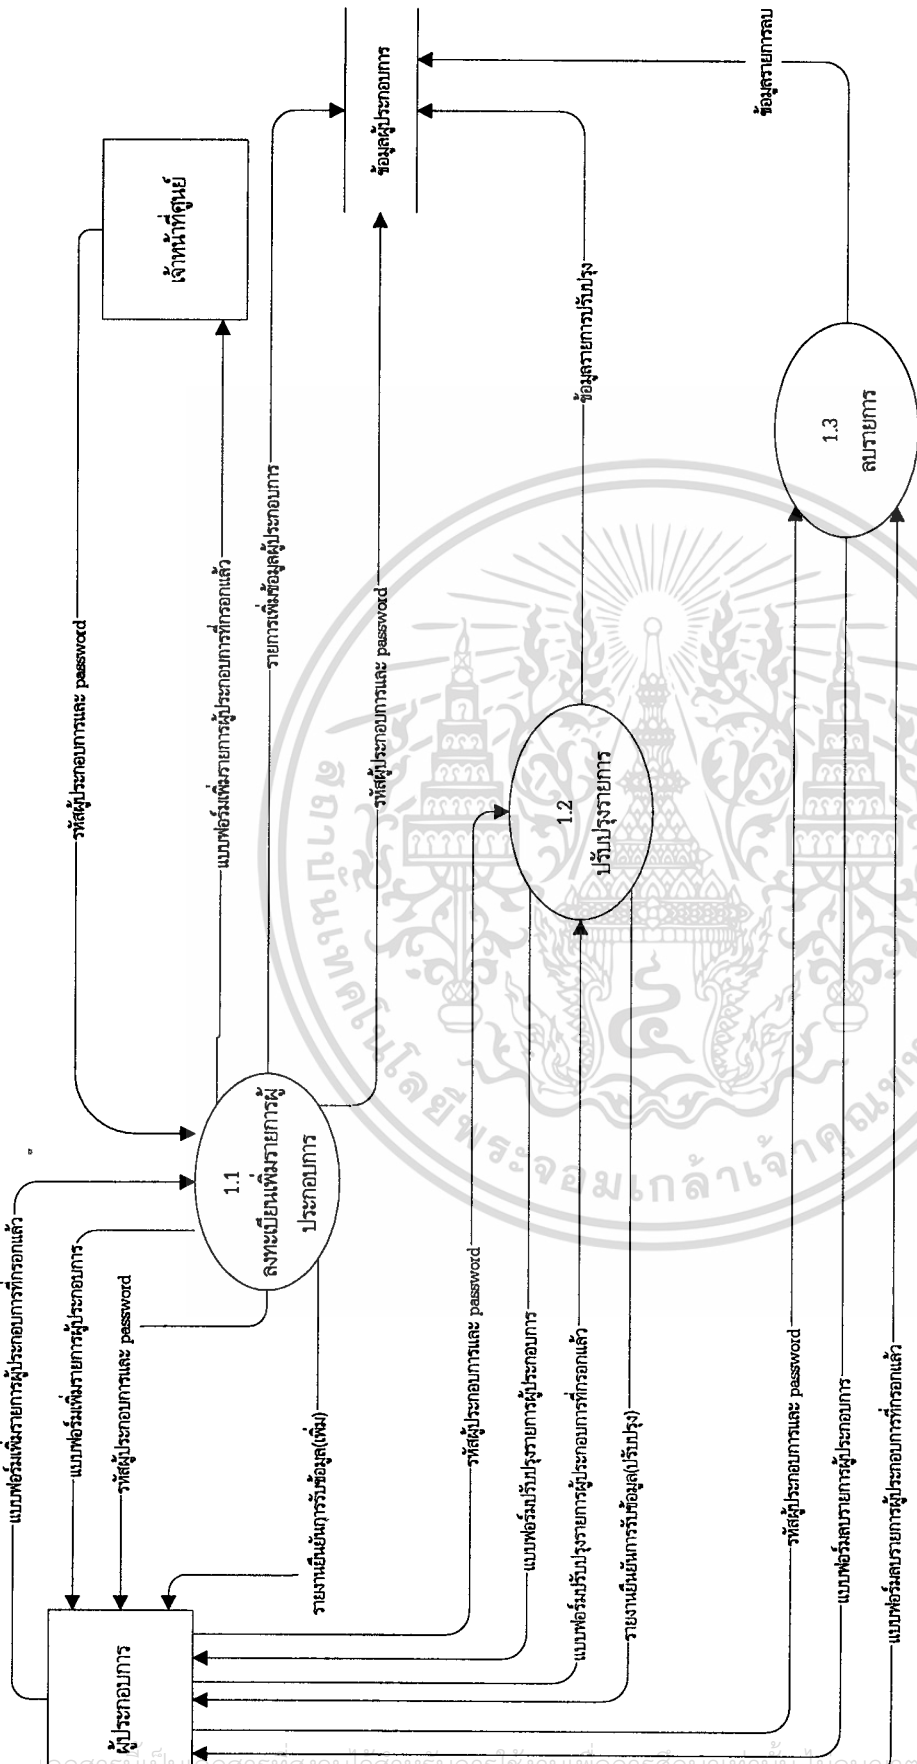 แบบฟอร์มเพิ่มรายการผู้ประกอบการที่กรอกแล้ว
แบบฟอร์มเพิ่มรายการผู้ประกอบการ
รหัสผู้ประกอบการและ password
รายงานยืนยันการรับข้อมูล(เพิ่ม)
ผู้ประกอบการ
1.1
ลงทะเบียนเพิ่มรายการผู้
ประกอบการ
รหัสผู้ประกอบการและ password
แบบฟอร์มเพิ่มรายการผู้ประกอบการที่กรอกแล้ว
รายการเพิ่มข้อมูลผู้ประกอบการ
รหัสผู้ประกอบการและ password
เจ้าหน้าที่ศูนย์
ข้อมูลผู้ประกอบการ
รหัสผู้ประกอบการและ password
แบบฟอร์มปรับปรุงรายการผู้ประกอบการ
แบบฟอร์มปรับปรุงรายการผู้ประกอบการที่กรอกแล้ว
รายงานยืนยันการรับข้อมูล(ปรับปรุง)
1.2
ปรับปรุงรายการ
ข้อมูลรายการปรับปรุง
รหัสผู้ประกอบการและ password
แบบฟอร์มลบรายการผู้ประกอบการ
แบบฟอร์มลบรายการผู้ประกอบการที่กรอกแล้ว
1.3
ลบรายการ
ข้อมูลรายการลบ